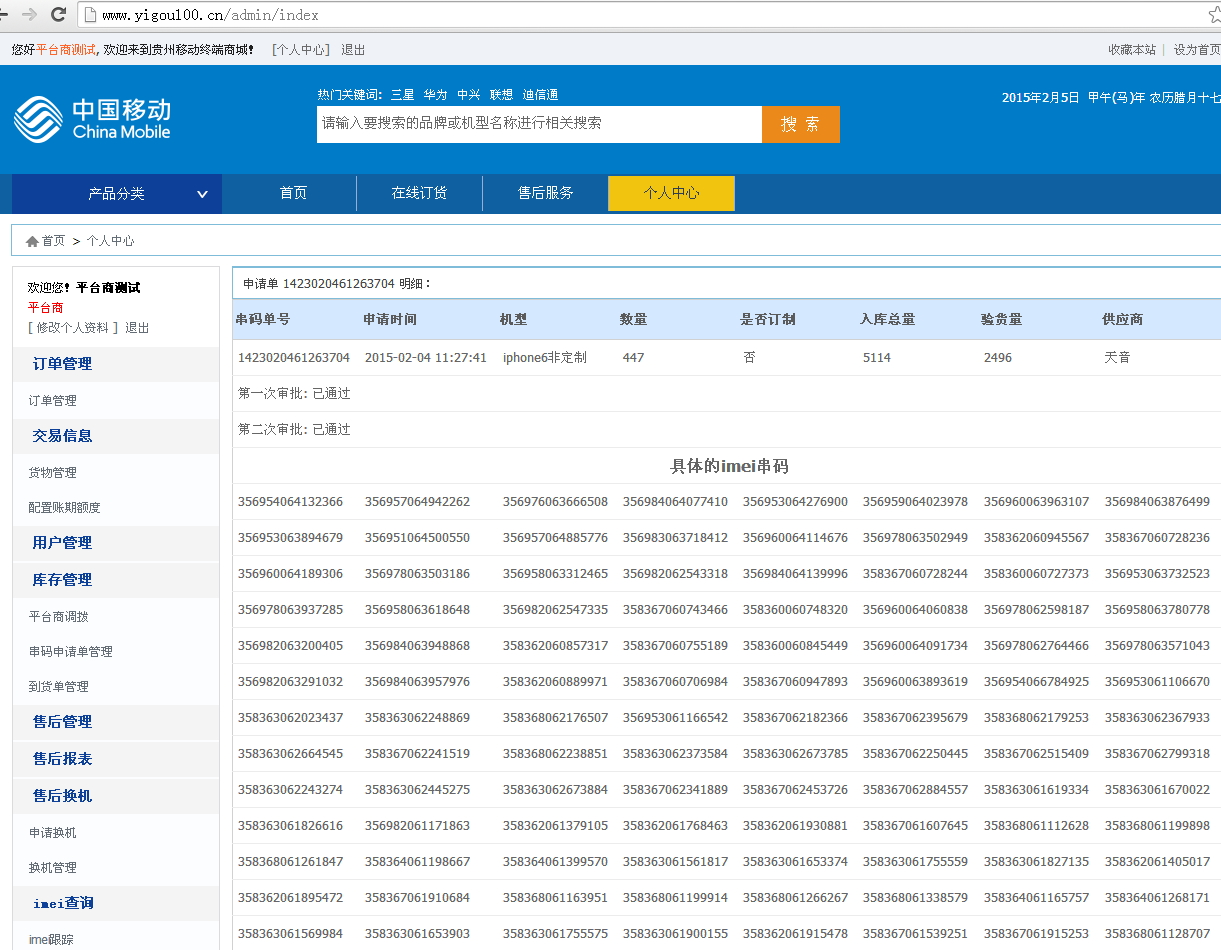 www.yigou100.cn/admin/index
您好平台商测试, 欢迎来到贵州移动终端商城! [个人中心] 退出
收藏本站 | 设为首页
中国移动
China Mobile
热门关键词: 三星 华为 中兴 联想 迪信通
请输入要搜索的品牌或机型名称进行相关搜索
搜 索
2015年2月5日 甲午(马)年 农历腊月十七
产品分类 首页 在线订货 售后服务 个人中心
首页 > 个人中心
欢迎您! 平台商测试
平台商
[ 修改个人资料 ] 退出
订单管理
订单管理
交易信息
货物管理
配置账期额度
用户管理
库存管理
平台商调拨
串码申请单管理
到货单管理
售后管理
售后报表
售后换机
申请换机
换机管理
imei查询
imei跟踪
申请单 1423020461263704 明细：
串码单号 申请时间 机型 数量 是否订制 入库总量 验货量 供应商
1423020461263704 2015-02-04 11:27:41 iphone6非定制 447 否 5114 2496 天音
第一次审批: 已通过
第二次审批: 已通过
具体的imei串码
356954064132366 356957064942262 356976063666508 356984064077410 356953064276900 356959064023978 356960063963107 356984063876499
356953063894679 356951064500550 356957064885776 356983063718412 356960064114676 356978063502949 358362060945567 358367060728236
356960064189306 356978063503186 356958063312465 356982062543318 356984064139996 358367060728244 358360060727373 356953063732523
356978063937285 356958063618648 356982062547335 358367060743466 358360060748320 356960064060838 356978062598187 356958063780778
356982063200405 356984063948868 358362060857317 358367060755189 358360060845449 356960064091734 356978062764466 356978063571043
356982063291032 356984063957976 358362060889971 358367060706984 358367060947893 356960063893619 356954066784925 356953061106670
358363062023437 358363062248869 358368062176507 356953061166542 358367062182366 358367062395679 358368062179253 358363062367933
358363062664545 358367062241519 358368062238851 358363062373584 358363062673785 358367062250445 358367062515409 358367062799318
358363062243274 358363062445275 358363062673884 358367062341889 358367062453726 358367062884557 358363061619334 358363061670022
358363061826616 356982061171863 358362061379105 358362061768463 358362061930881 358367061607645 358368061112628 358368061199898
358368061261847 358364061198667 358364061399570 358363061561817 358363061653374 358363061755559 358363061827135 358362061405017
358362061895472 358367061910684 358368061163951 358368061199914 358368061266267 358368061338579 358364061165757 358364061268171
358363061569984 358363061653903 358363061755575 358363061900155 358362061915478 358367061539251 358367061915253 358368061128707